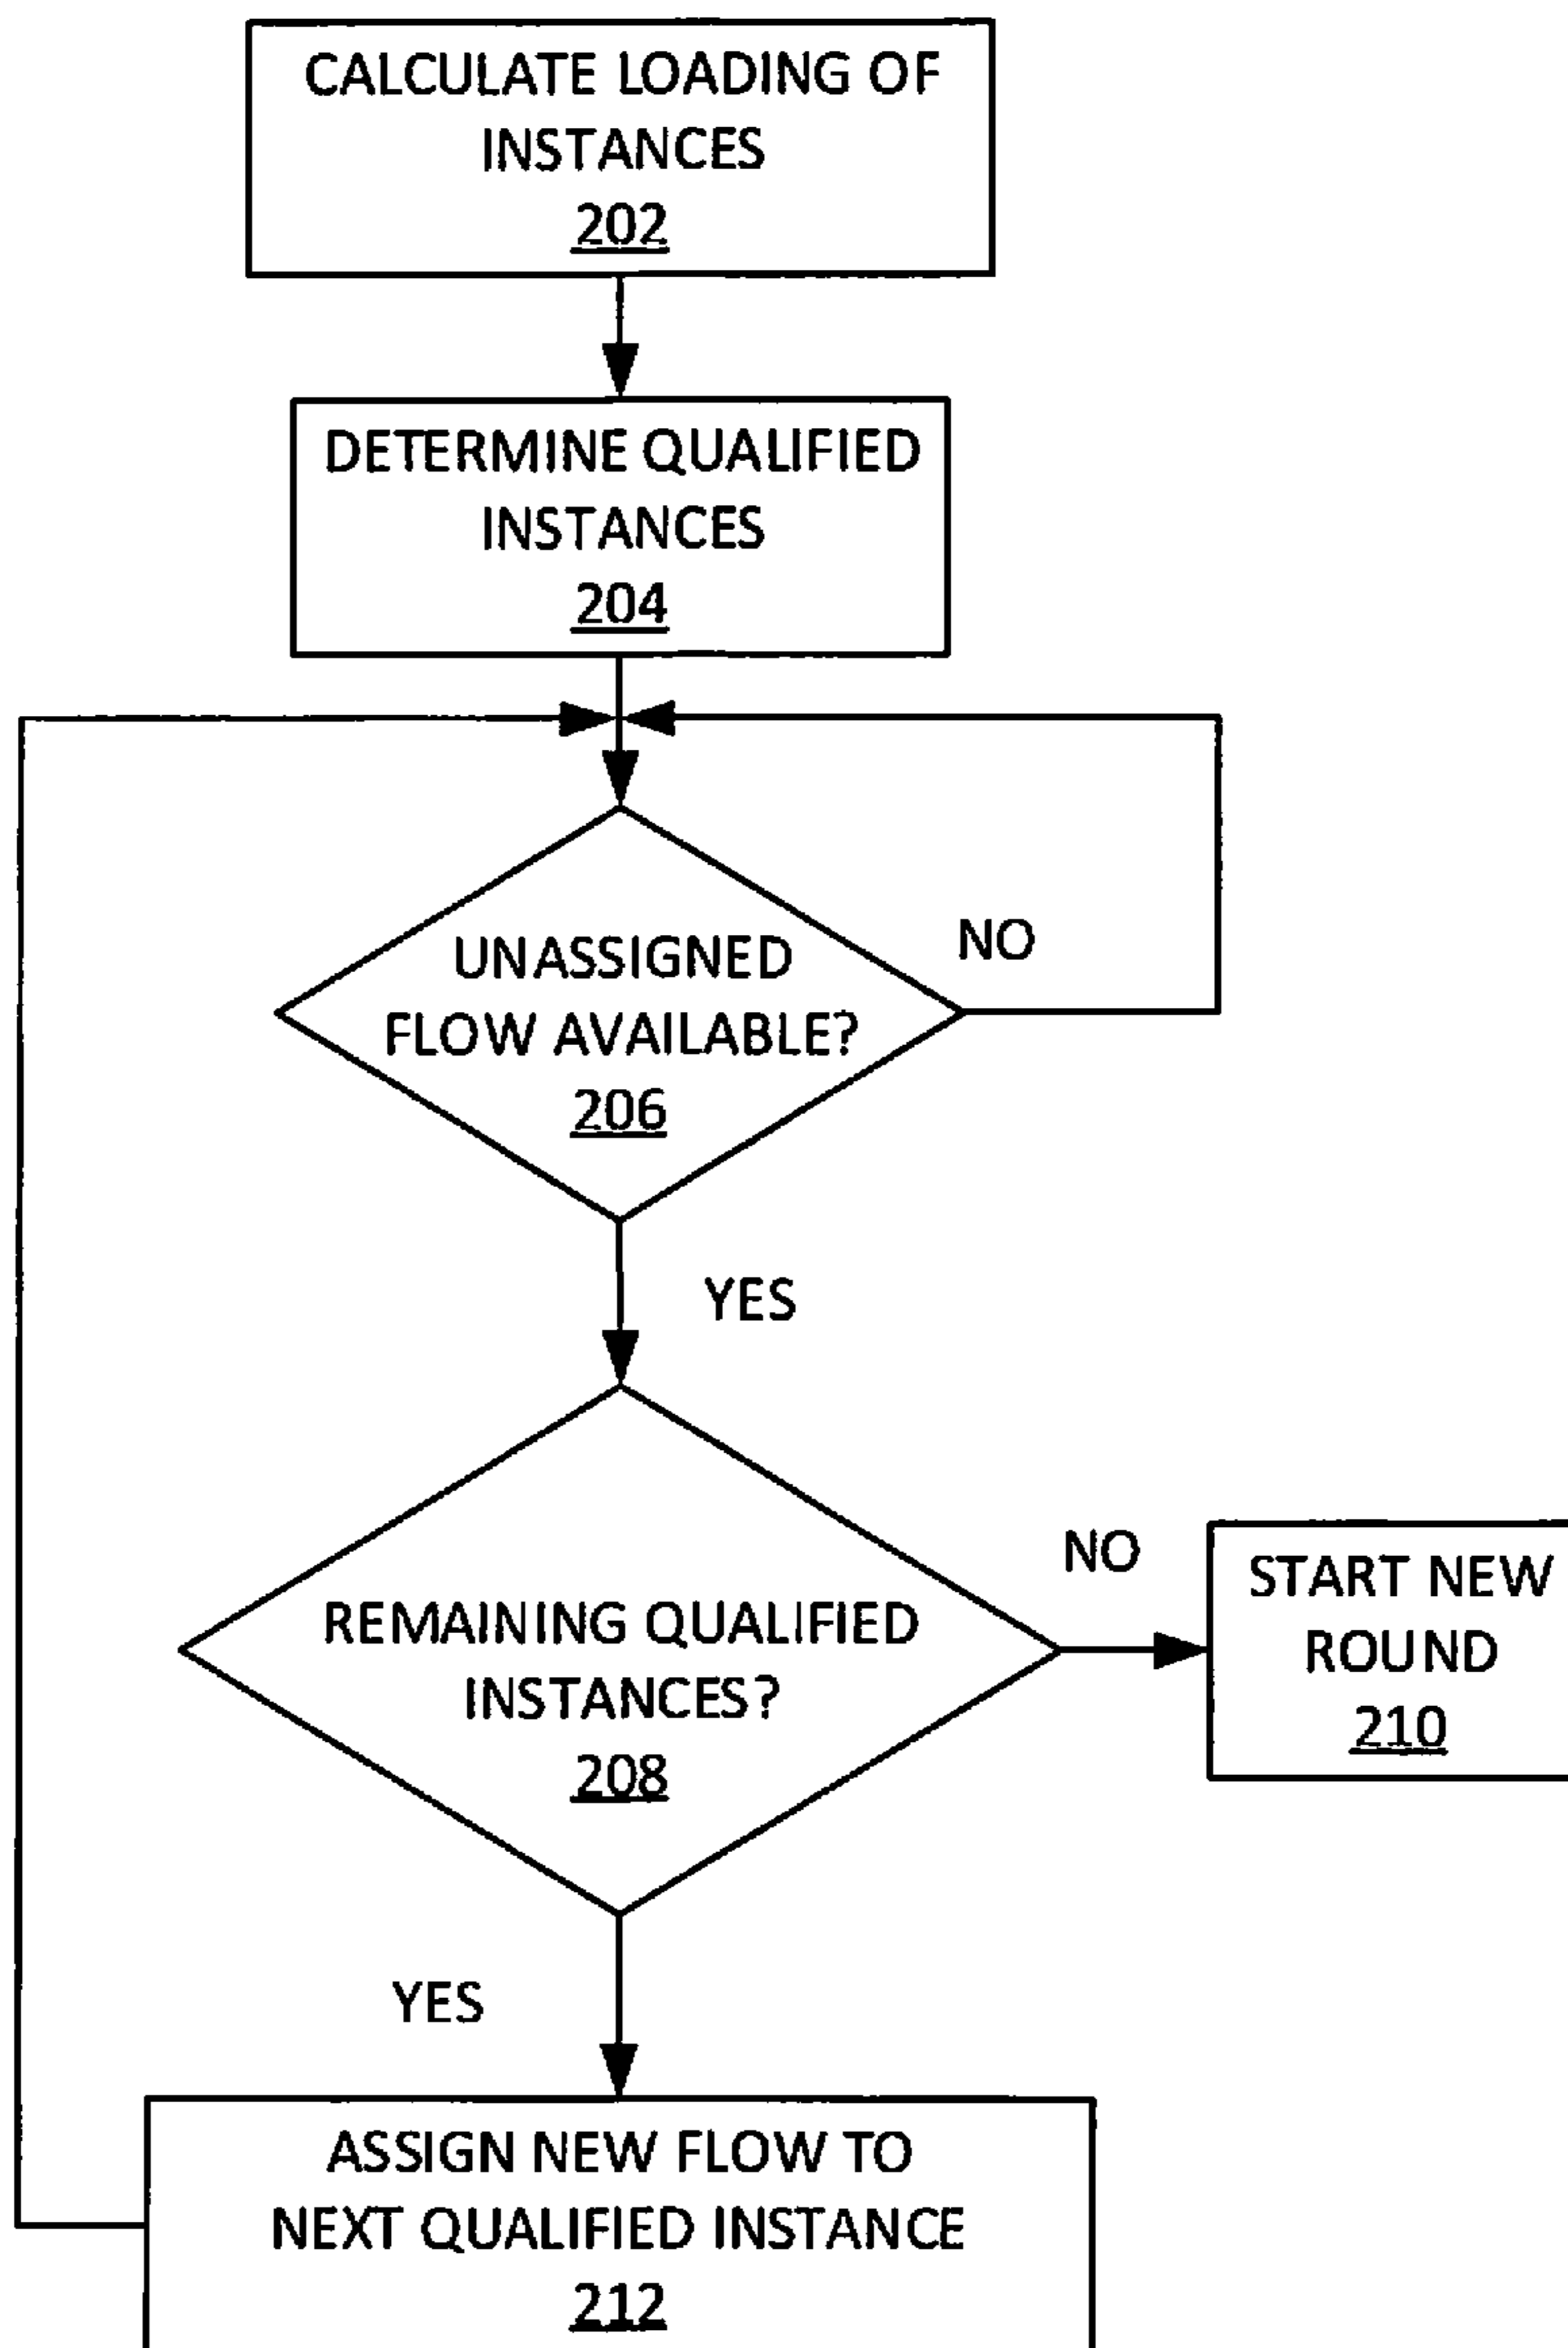 CALCULATE LOADING OF
INSTANCES
202
DETERMINE QUALIFIED
INSTANCES
204
UNASSIGNED
FLOW AVAILABLE?
206
NO
YES
REMAINING QUALIFIED
INSTANCES?
208
NO
START NEW
ROUND
210
YES
ASSIGN NEW FLOW TO
NEXT QUALIFIED INSTANCE
212